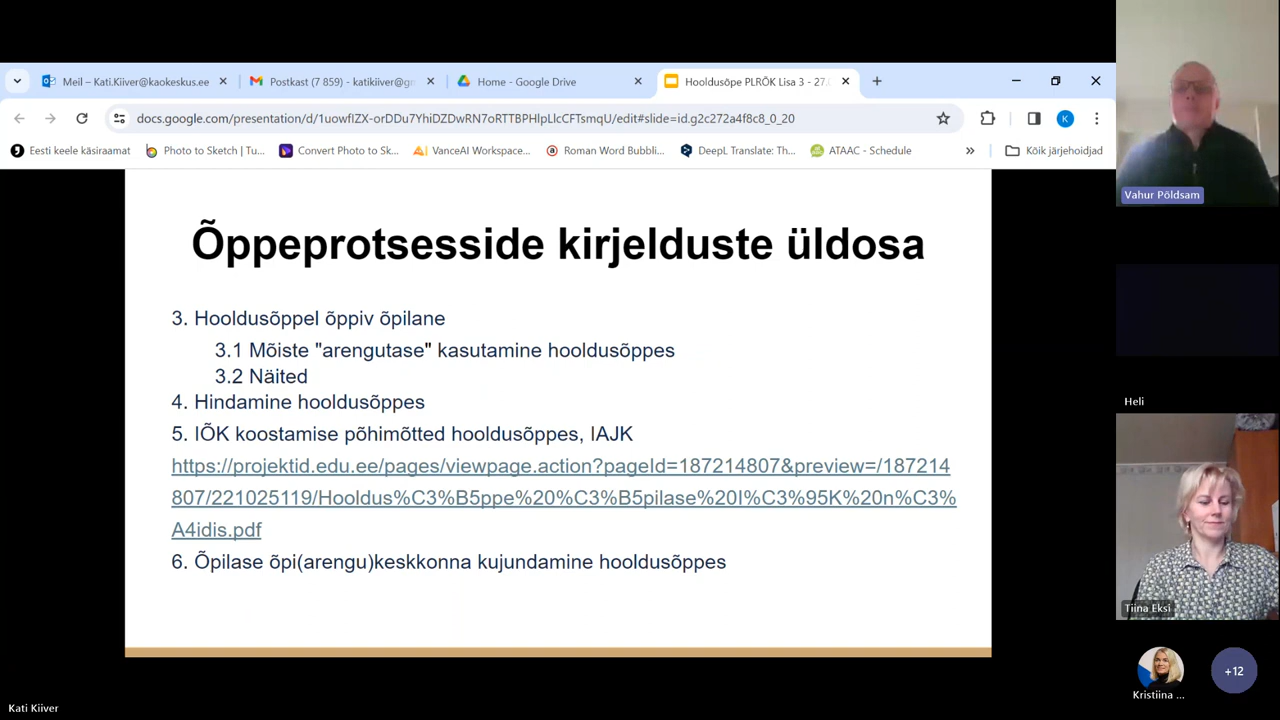 Meil – Kati.Kiiver@kaokeskus.ee
Postkast (7 859) - katikiiver@gr
Home - Google Drive
Hooldusõpe PLRÕK Lisa 3 - 27.
docs.google.com/presentation/d/1uowflZX-orDDu7YhiDZDwRN7oRTTBPHlpLlcCFTsmqU/edit#slide=id.g2c272a4f8c8_0_20
K
Eesti keele käsiraamat
Photo to Sketch | Tu...
Convert Photo to Sk...
VanceAI Workespace...
Roman Word Bubbli...
DeepL Translate: Th...
ATAAC - Schedule
»
Kõik järjehoidjad
Õppeprotsesside kirjelduste üldosa
3. Hooldusõppel õppiv õpilane
3.1 Mõiste "arengutase" kasutamine hooldusõppes
3.2 Näited
4. Hindamine hooldusõppes
5. IÕK koostamise põhimõtted hooldusõppes, IAJK
https://projektid.edu.ee/pages/viewpage.action?pageId=187214807&preview=/187214
807/221025119/Hooldus%C3%B5ppe%20%C3%B5pilase%20I%C3%95K%20n%C3%
A4idis.pdf
6. Õpilase õpi(arengu)keskkonna kujundamine hooldusõppes
Vahur Põldsam
Heli
Tiina Eksi
Kristiina ...
+12
Kati Kiiver